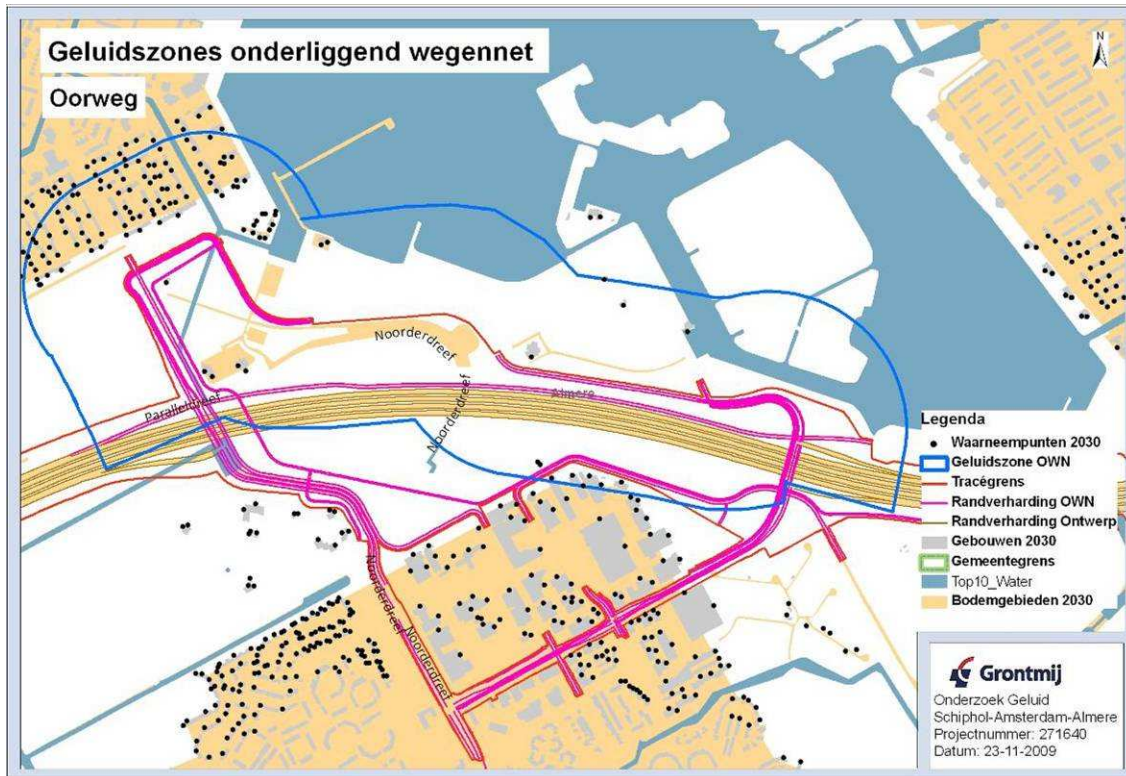 Geluidszones onderliggend wegennet
Oorweg
N
Noorderdreef
Noorderdreef
Almere
Paralleldreef
Noorderdreef
Noorderdreef
Legenda
Waarneempunten 2030
Geluidszone OWN
Tracégrens
Randverharding OWN
Randverharding Ontwerp
Gebouwen 2030
Gemeentegrens
Top10_Water
Bodemgebieden 2030
Grontmij
Onderzoek Geluid
Schiphol-Amsterdam-Almere
Projectnummer: 271640
Datum: 23-11-2009